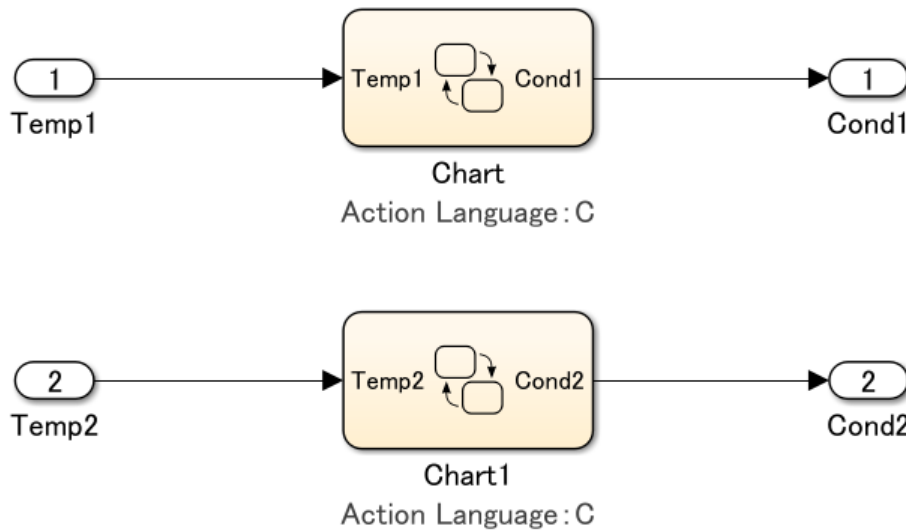 1
Temp1
Temp1 Cond1
1
Cond1
Chart
Action Language : C
2
Temp2
Temp2 Cond2
2
Cond2
Chart1
Action Language : C